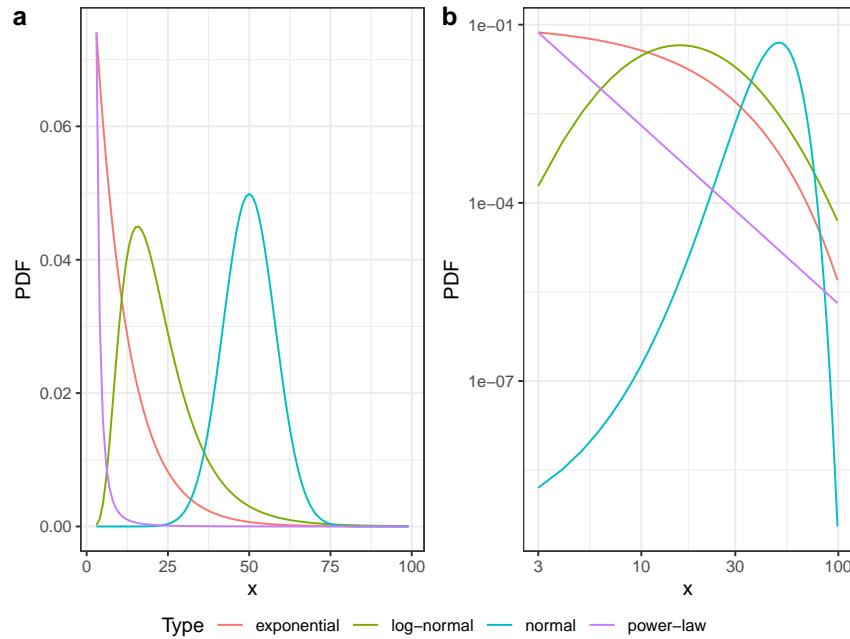 a
0.06
0.04
0.02
0.00
PDF
0 25 50 75 100
x
b
1e−01
1e−04
1e−07
PDF
3 10 30 100
x
Type exponential log−normal normal power−law